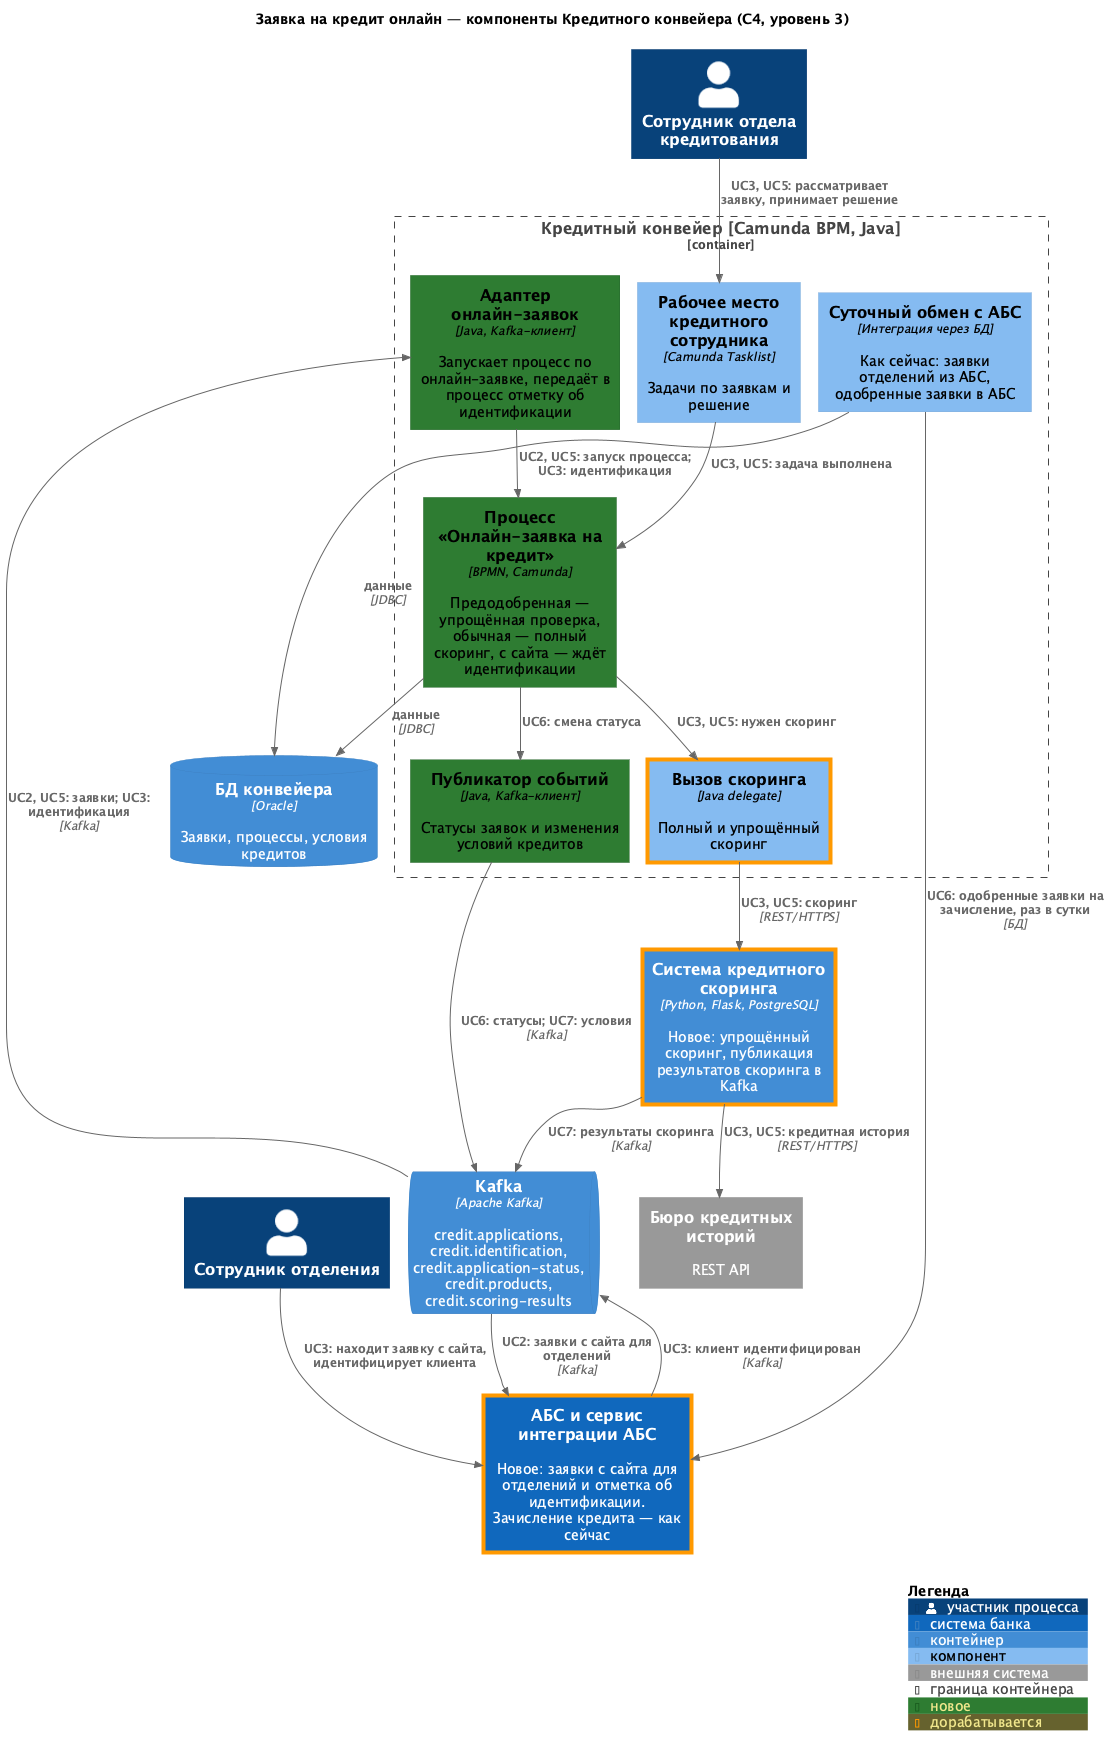 Заявка на кредит онлайн — компоненты Кредитного конвейера (C4, уровень 3)
Сотрудник отдела
кредитования
UC3, UC5: рассматривает
заявку, принимает решение
Кредитный конвейер [Camunda BPM, Java]
[container]
Адаптер
онлайн-заявок
[Java, Kafka-клиент]
Запускает процесс по
онлайн-заявке, передаёт в
процесс отметку об
идентификации
Рабочее место
кредитного
сотрудника
[Camunda Tasklist]
Задачи по заявкам и
решение
Суточный обмен с АБС
[Интеграция через БД]
Как сейчас: заявки
отделений из АБС,
одобренные заявки в АБС
UC2, UC5: запуск процесса;
UC3: идентификация
UC3, UC5: задача выполнена
Процесс
«Онлайн-заявка на
кредит»
[BPMN, Camunda]
Предодобренная —
упрощённая проверка,
обычная — полный
скоринг, с сайта — ждёт
идентификации
данные
[JDBC]
данные
[JDBC]
UC6: смена статуса
UC3, UC5: нужен скоринг
БД конвейера
[Oracle]
Заявки, процессы, условия
кредитов
Публикатор событий
[Java, Kafka-клиент]
Статусы заявок и изменения
условий кредитов
Вызов скоринга
[Java delegate]
Полный и упрощённый
скоринг
UC2, UC5: заявки; UC3:
идентификация
[Kafka]
UC3, UC5: скоринг
[REST/HTTPS]
UC6: одобренные заявки на
зачисление, раз в сутки
[БД]
Система кредитного
скоринга
[Python, Flask, PostgreSQL]
Новое: упрощённый
скоринг, публикация
результатов скоринга в
Kafka
UC6: статусы; UC7: условия
[Kafka]
UC7: результаты скоринга
[Kafka]
UC3, UC5: кредитная история
[REST/HTTPS]
Сотрудник отделения
Kafka
[Apache Kafka]
credit.applications,
credit.identification,
credit.application-status,
credit.products,
credit.scoring-results
Бюро кредитных
историй
REST API
UC3: находит заявку с сайта,
идентифицирует клиента
UC2: заявки с сайта для
отделений
[Kafka]
UC3: клиент идентифицирован
[Kafka]
АБС и сервис
интеграции АБС
Новое: заявки с сайта для
отделений и отметка об
идентификации.
Зачисление кредита — как
сейчас
Легенда
участник процесса
система банка
контейнер
компонент
внешняя система
граница контейнера
новое
дорабатывается